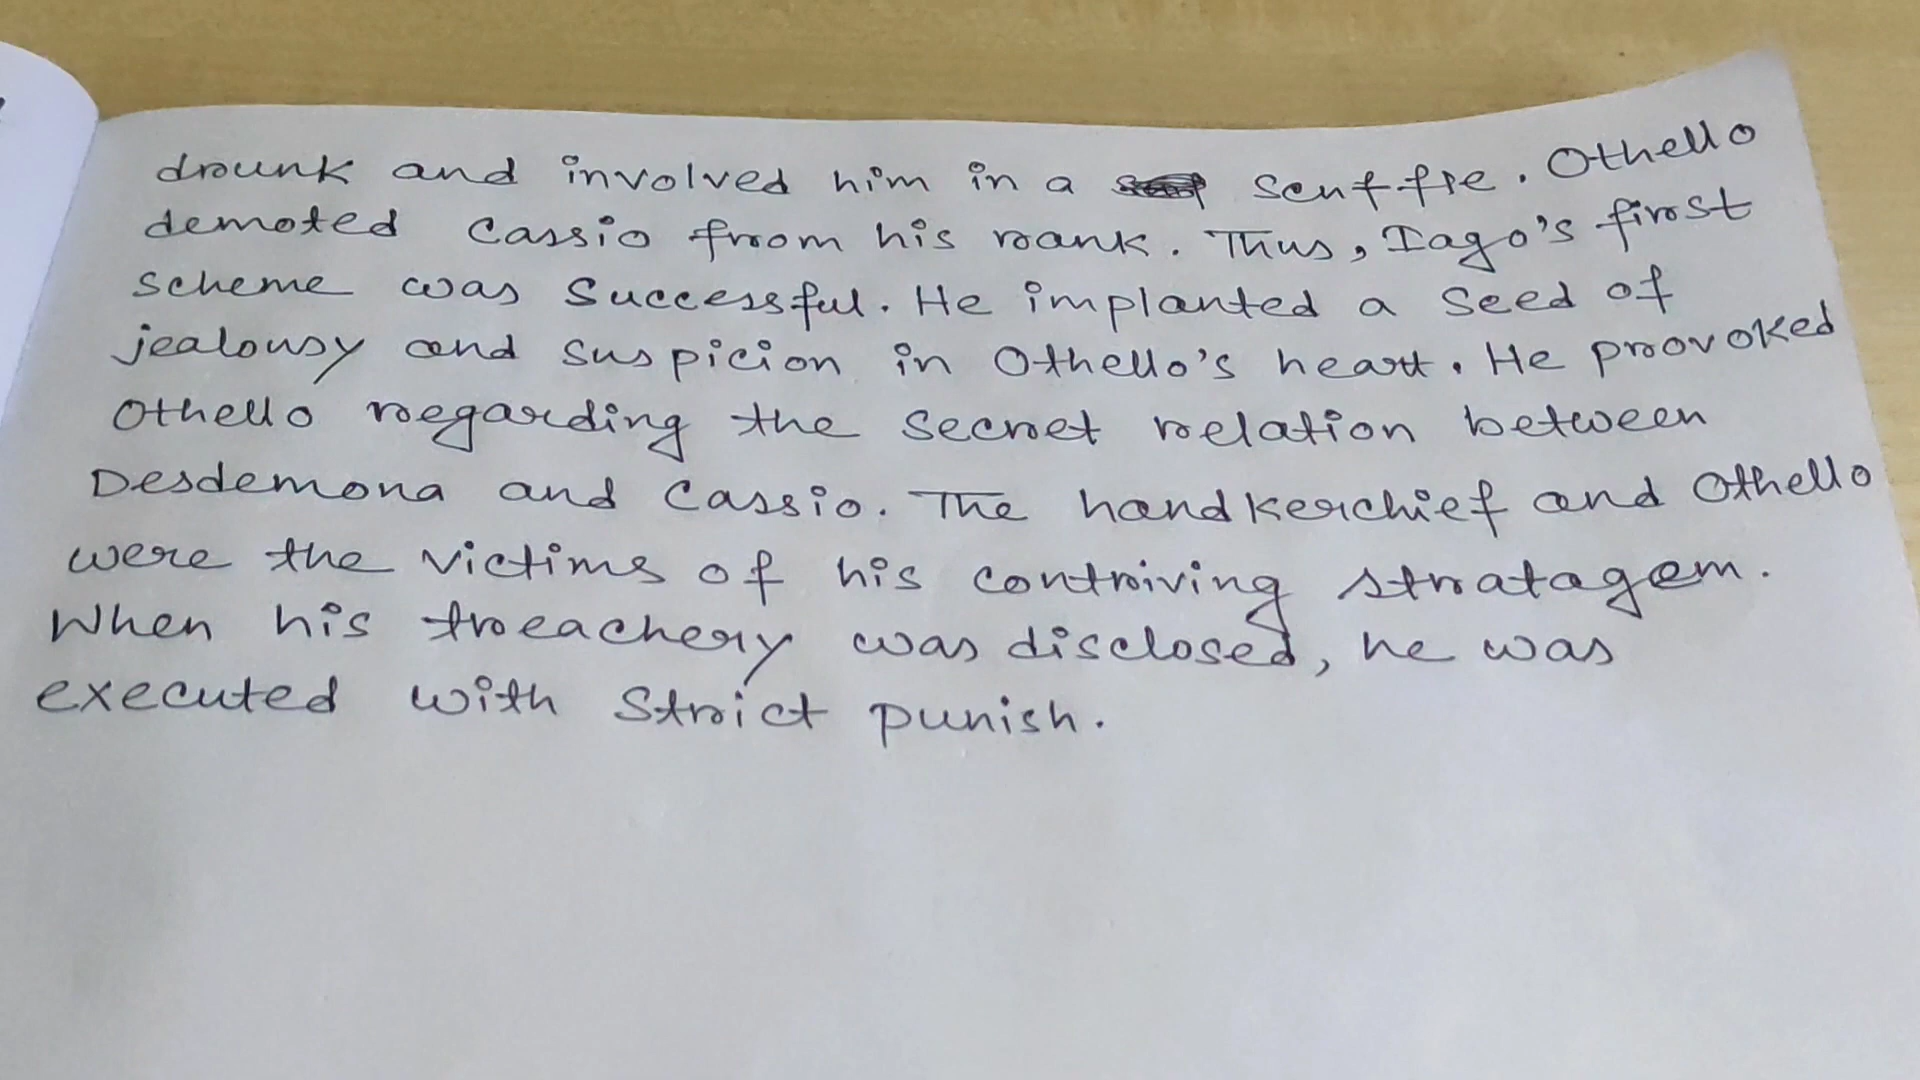 drunk and involved him in a scuffle. Othello
demoted Cassio from his rank. Thus, Iago's first
scheme was successful. He implanted a seed of
jealousy and suspicion in Othello's heart. He provoked
Othello regarding the secret relation between
Desdemona and Cassio. The handkerchief and Othello
were the victims of his contriving stratagem.
When his treachery was disclosed, he was
executed with strict punish.